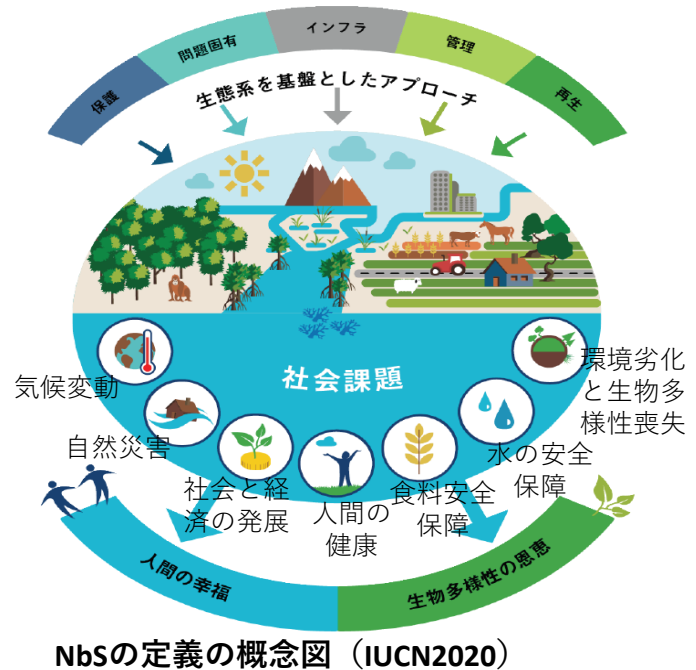 保護
問題固有
インフラ
管理
再生
生態系を基盤としたアプローチ
社会課題
気候変動
自然災害
社会と経
済の発展
人間の
健康
食料安全
保障
水の安全
保障
環境劣化
と生物多
様性喪失
人間の幸福
生物多様性の恩恵
NbSの定義の概念図（IUCN2020）